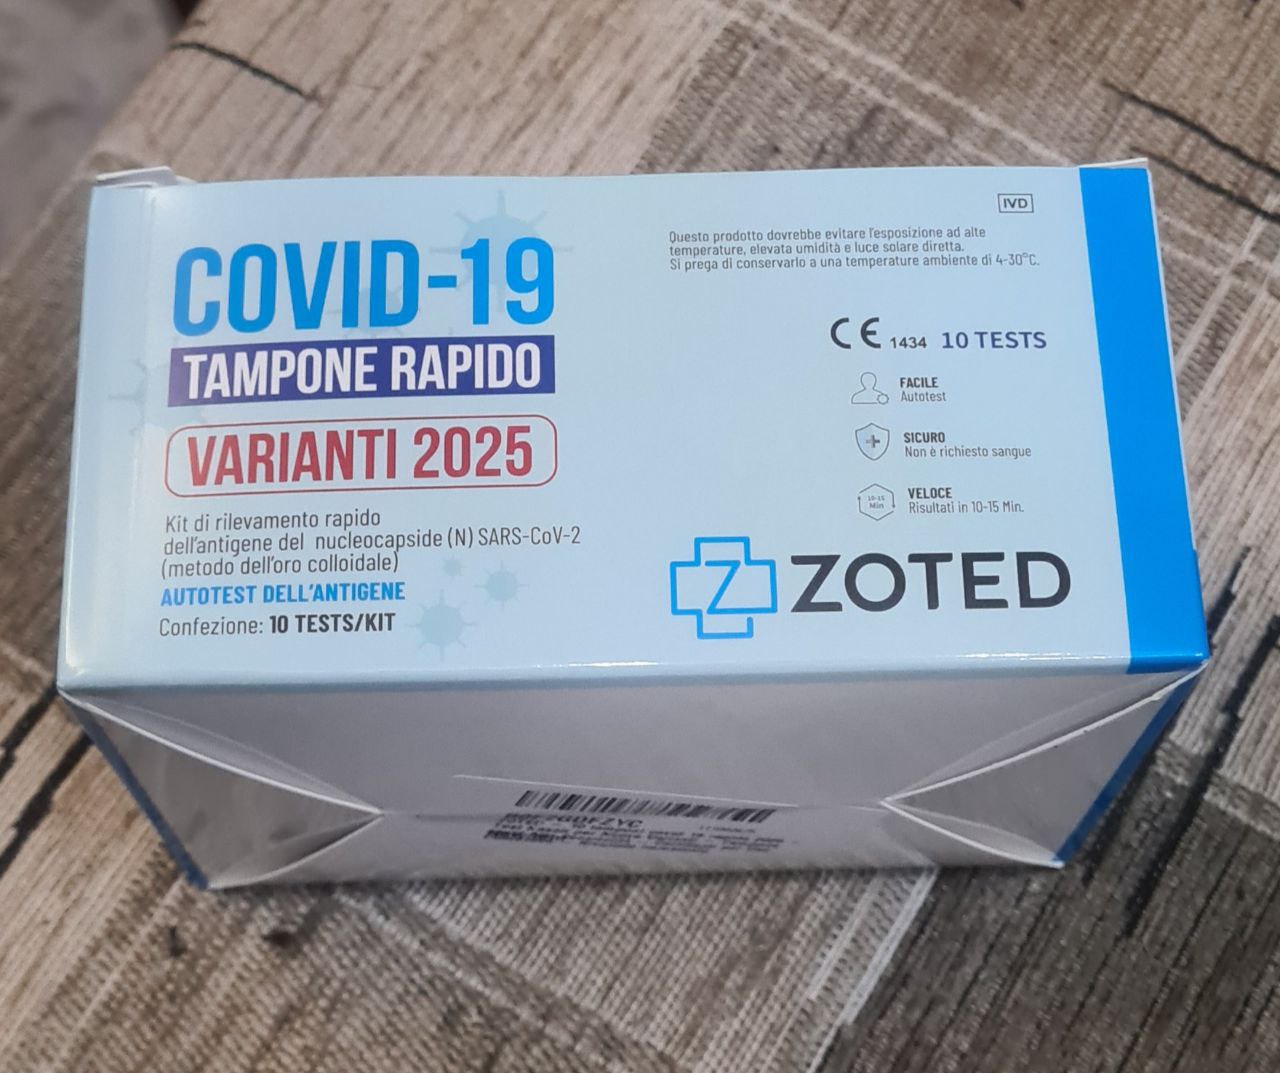 IVD
Questo prodotto dovrebbe evitare l'esposizione ad alte
temperature, elevata umidità e luce solare diretta.
Si prega di conservarlo a una temperature ambiente di 4-30°C.
COVID-19
TAMPONE RAPIDO
VARIANTI 2025
Kit di rilevamento rapido
dell'antigene del nucleocapside (N) SARS-CoV-2
(metodo dell'oro colloidale)
AUTOTEST DELL'ANTIGENE
Confezione: 10 TESTS/KIT
CE 1434 10 TESTS
FACILE
Autotest
SICURO
Non è richiesto sangue
10-15
Min
VELOCE
Risultati in 10-15 Min.
Z ZOTED